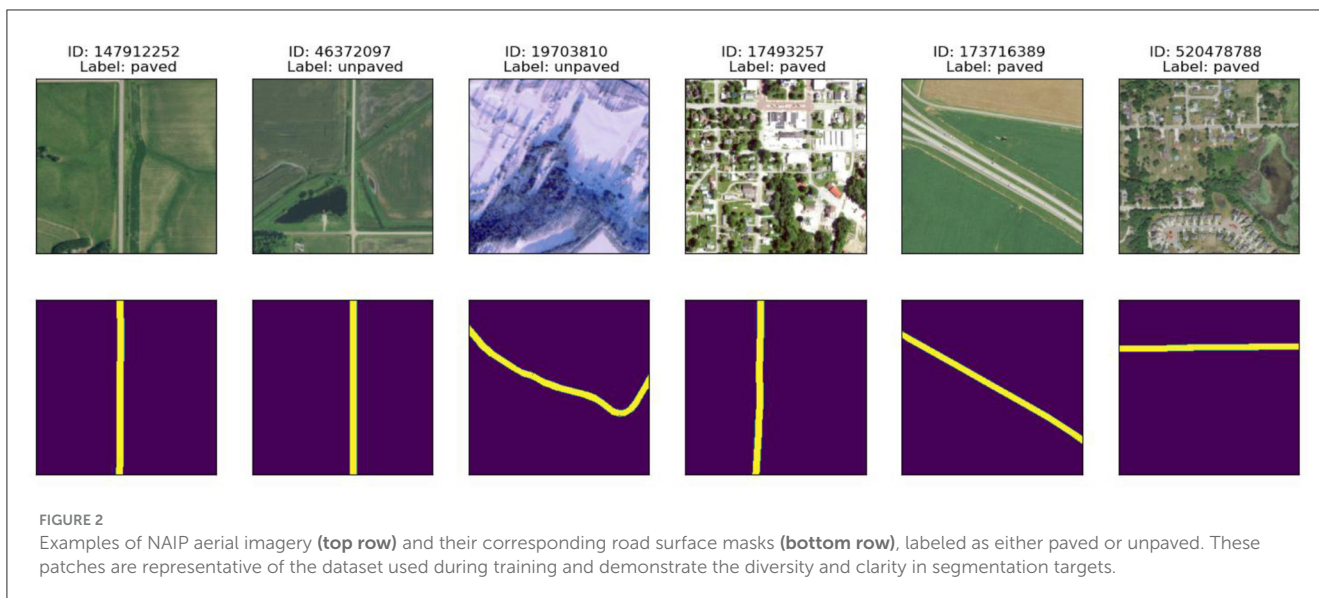 ID: 147912252
Label: paved
ID: 46372097
Label: unpaved
ID: 19703810
Label: unpaved
ID: 17493257
Label: paved
ID: 173716389
Label: paved
ID: 520478788
Label: paved
FIGURE 2
Examples of NAIP aerial imagery (top row) and their corresponding road surface masks (bottom row), labeled as either paved or unpaved. These
patches are representative of the dataset used during training and demonstrate the diversity and clarity in segmentation targets.